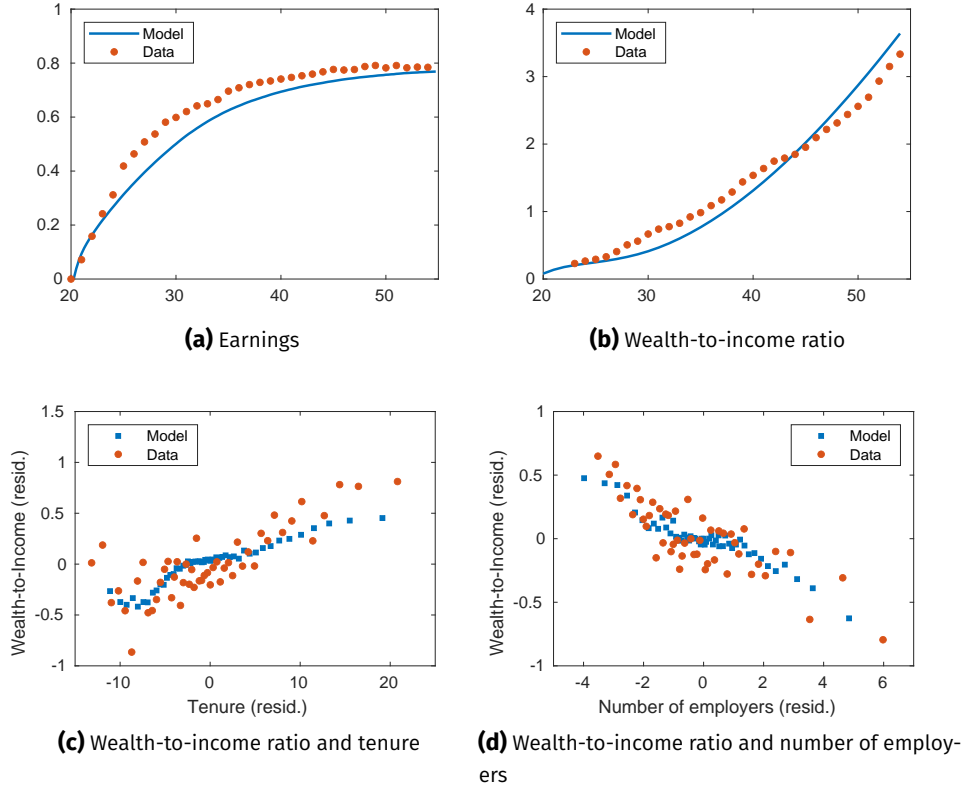 1
0.8
0.6
0.4
0.2
0
20 30 40 50
Model
Data
(a) Earnings
4
3
2
1
0
20 30 40 50
Model
Data
(b) Wealth-to-income ratio
1.5
1
0.5
0
-0.5
-1
-10 0 10 20
Wealth-to-Income (resid.)
Tenure (resid.)
Model
Data
(c) Wealth-to-income ratio and tenure
1
0.5
0
-0.5
-1
-4 -2 0 2 4 6
Wealth-to-Income (resid.)
Number of employers (resid.)
Model
Data
(d) Wealth-to-income ratio and number of employ-
ers